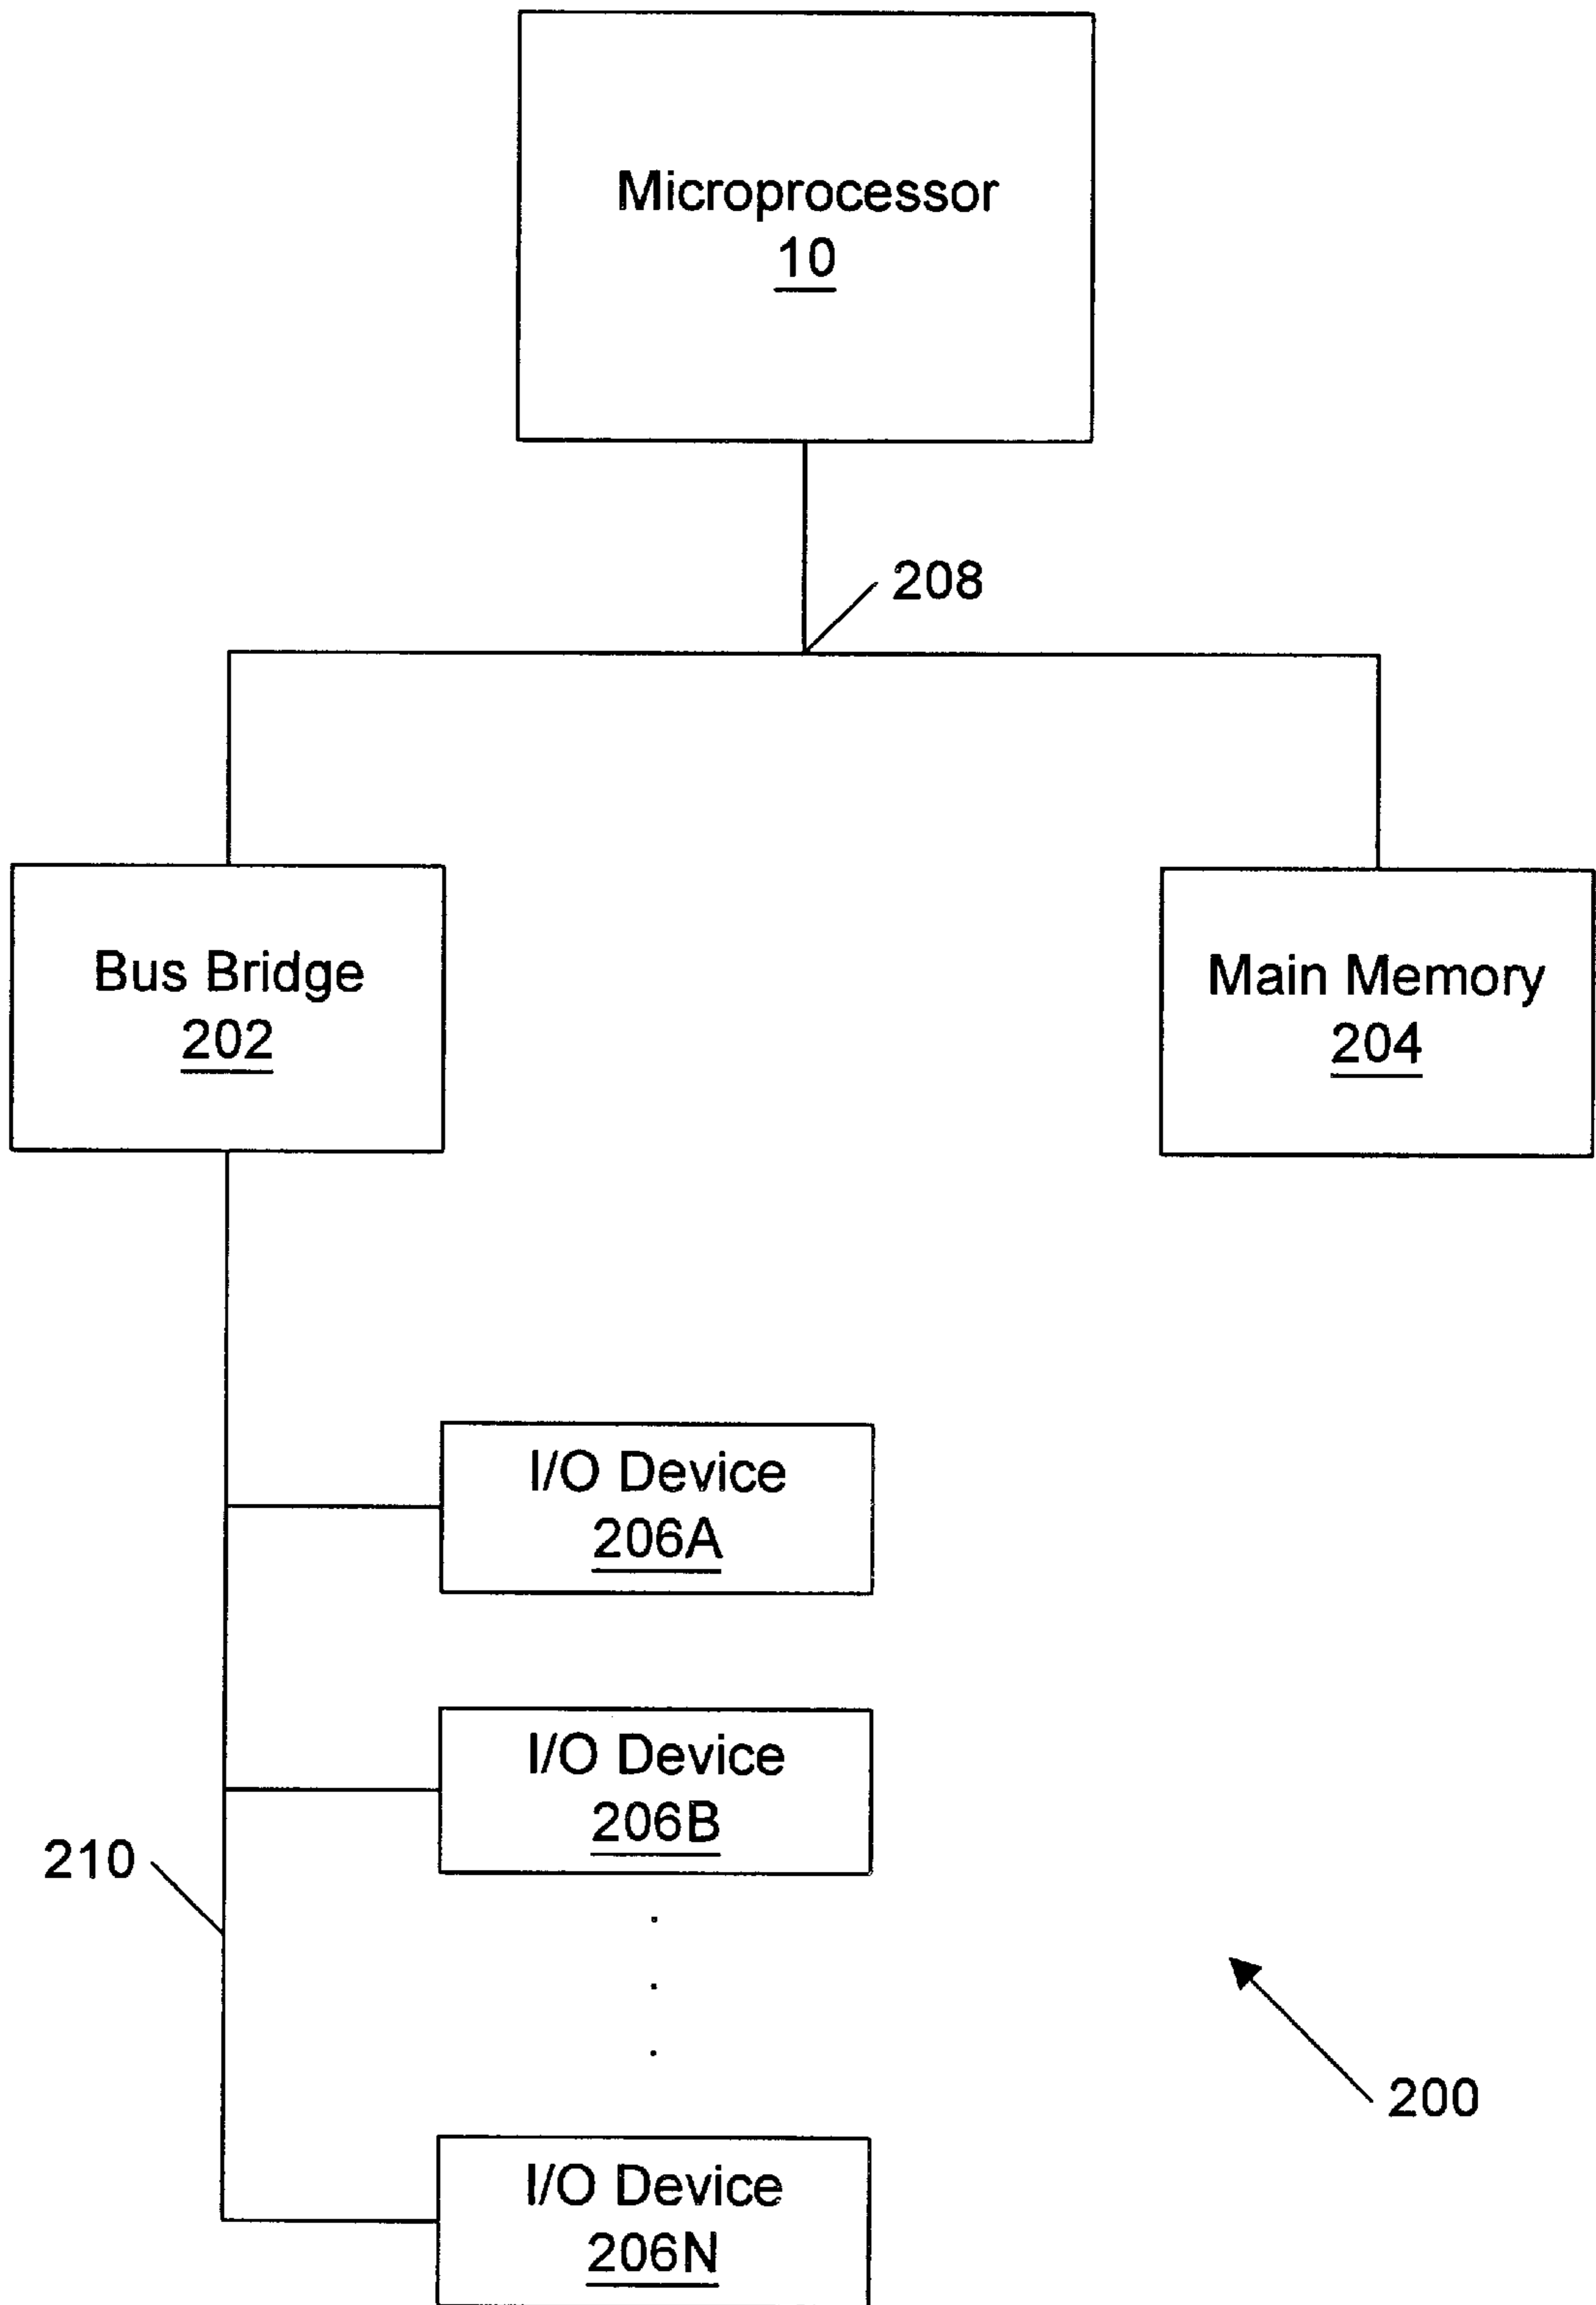 Microprocessor
10
208
Bus Bridge
202
Main Memory
204
I/O Device
206A
I/O Device
206B
210
200
I/O Device
206N